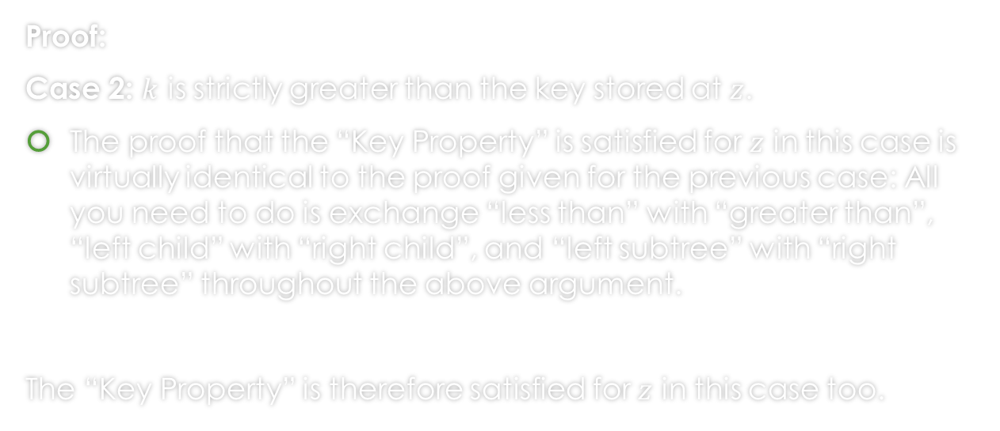 Proof:
Case 2: k is strictly greater than the key stored at z.
The proof that the “Key Property” is satisfied for z in this case is
virtually identical to the proof given for the previous case: All
you need to do is exchange “less than” with “greater than”,
“left child” with “right child”, and “left subtree” with “right
subtree” throughout the above argument.
The “Key Property” is therefore satisfied for z in this case too.